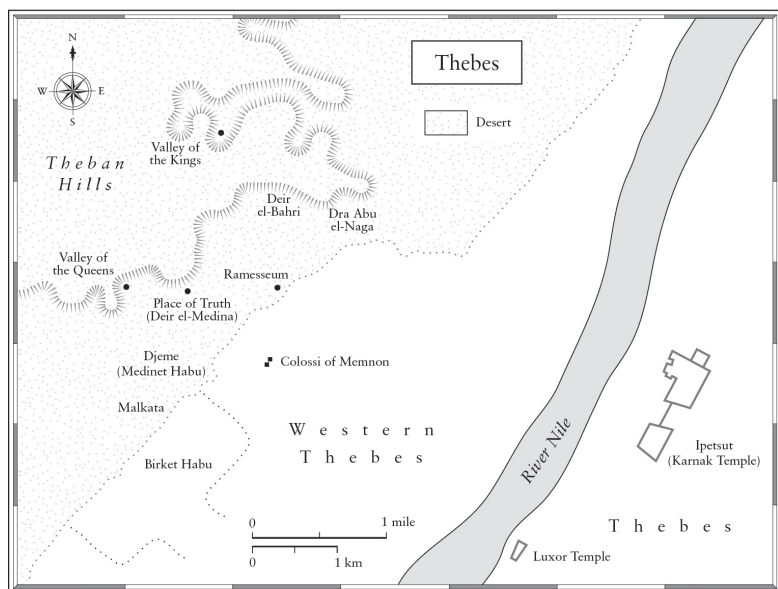 Thebes
N
W
E
S
Desert
Valley of
the Kings
Theban
Hills
Deir
el-Bahri
Dra Abu
el-Naga
Valley of
the Queens
Ramesseum
Place of Truth
(Deir el-Medina)
Djeme
(Medinet Habu)
Colossi of Memnon
Malkata
Western
Thebes
Birket Habu
River Nile
Ipetsut
(Karnak Temple)
Thebes
0
1 mile
0
1 km
Luxor Temple